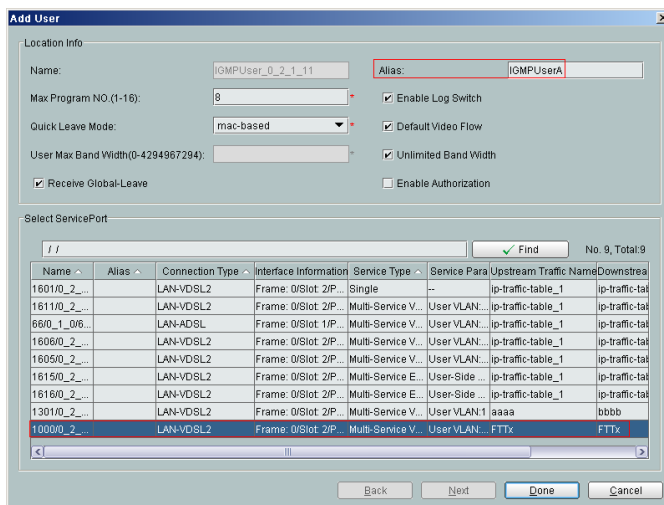 Add User
Location Info
Name: IGMPUser_0_2_1_11 Alias: IGMPUserA
Max Program NO.(1-16): 8 * Enable Log Switch
Quick Leave Mode: mac-based * Default Video Flow
User Max Band Width(0-4294967294): * Unlimited Band Width
Receive Global-Leave Enable Authorization
Select ServicePort
/ / Find No. 9, Total:9
Name Alias Connection Type Interface Information Service Type Service Para Upstream Traffic Name Downstrea
1601/0_2_... LAN-VDSL2 Frame: 0/Slot: 2/P... Single -- ip-traffic-table_1 ip-traffic-tab
1611/0_2_... LAN-VDSL2 Frame: 0/Slot: 2/P... Multi-Service V... User VLAN:... ip-traffic-table_1 ip-traffic-tab
66/0_1_0/6... LAN-ADSL Frame: 0/Slot: 1/P... Multi-Service V... User VLAN:... ip-traffic-table_1 ip-traffic-tab
1606/0_2_... LAN-VDSL2 Frame: 0/Slot: 2/P... Multi-Service V... User VLAN:... ip-traffic-table_1 ip-traffic-tab
1605/0_2_... LAN-VDSL2 Frame: 0/Slot: 2/P... Multi-Service V... User VLAN:... ip-traffic-table_1 ip-traffic-tab
1615/0_2_... LAN-VDSL2 Frame: 0/Slot: 2/P... Multi-Service E... User-Side ... ip-traffic-table_1 ip-traffic-tab
1616/0_2_... LAN-VDSL2 Frame: 0/Slot: 2/P... Multi-Service E... User-Side ... ip-traffic-table_1 ip-traffic-tab
1301/0_2_... LAN-VDSL2 Frame: 0/Slot: 2/P... Multi-Service V... User VLAN:1 aaaa bbbb
1000/0_2_... LAN-VDSL2 Frame: 0/Slot: 2/P... Multi-Service V... User VLAN:... FTTx FTTx
Back Next Done Cancel